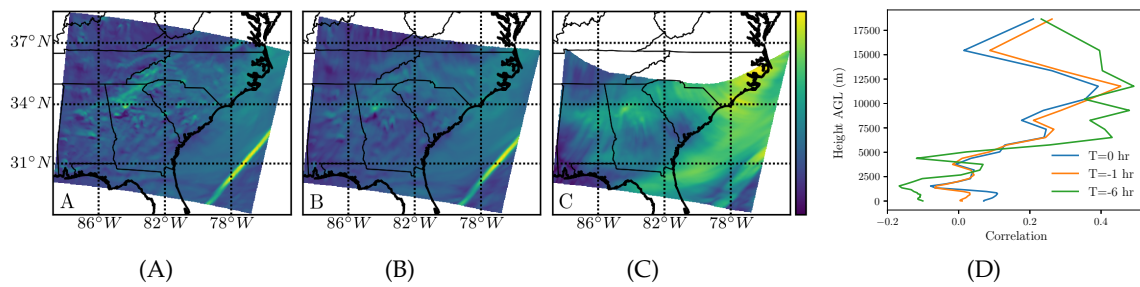 37°N
34°N
31°N
A
86°W
82°W
78°W
B
86°W
82°W
78°W
C
86°W
82°W
78°W
17500
15000
12500
10000
7500
5000
2500
0
Height AGL (m)
T=0 hr
T=-1 hr
T=-6 hr
−0.2
0.0
0.2
0.4
Correlation
(A)
(B)
(C)
(D)